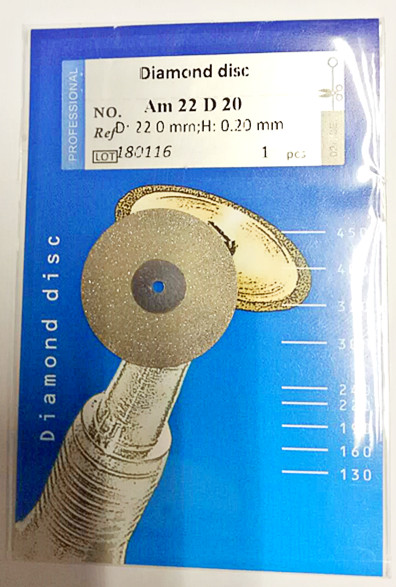 PROFESSIONAL
Diamond disc
NO. Am 22 D 20
Ref D: 22.0 mm;H: 0.20 mm
LOT 180116 1 pcs
Diamond disc
450
130
160